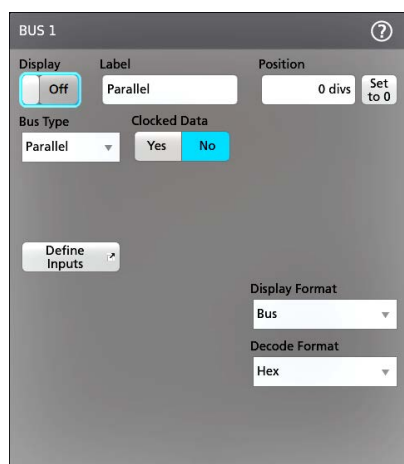 BUS 1
?
Display Label Position
Off Parallel 0 divs Set
to 0
Bus Type Clocked Data
Parallel Yes No
Define
Inputs
Display Format
Bus
Decode Format
Hex